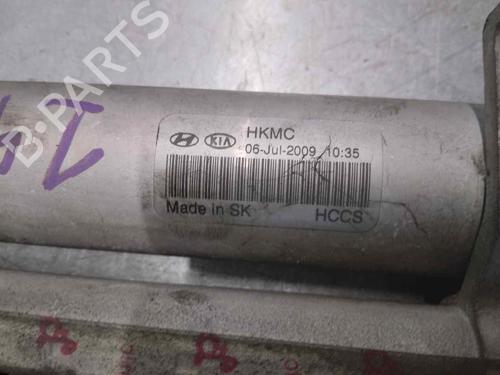 HKMC
KIA
06-Jul-2009 10:35
Made in SK HCCS
B-PARTS